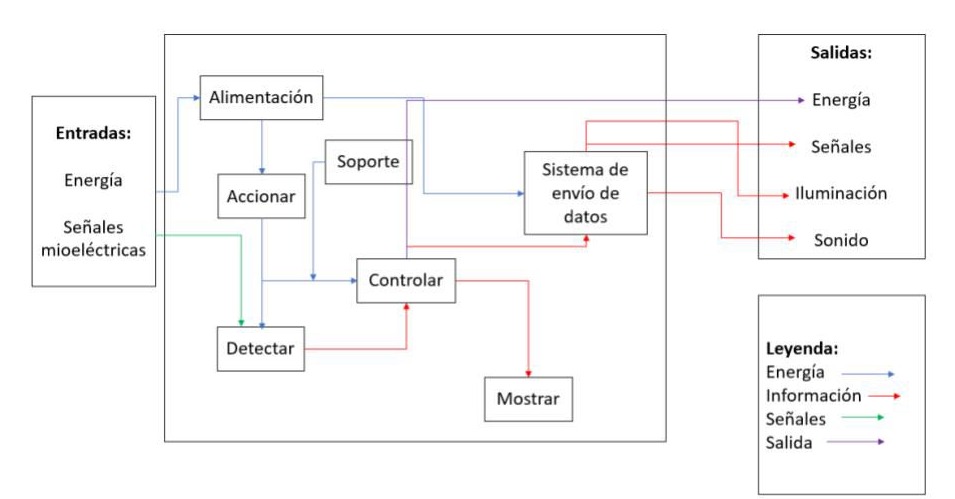 Entradas:
Energía
Señales
mioeléctricas
Alimentación
Accionar
Soporte
Sistema de
envío de
datos
Controlar
Detectar
Mostrar
Salidas:
Energía
Señales
Iluminación
Sonido
Leyenda:
Energía
Información
Señales
Salida